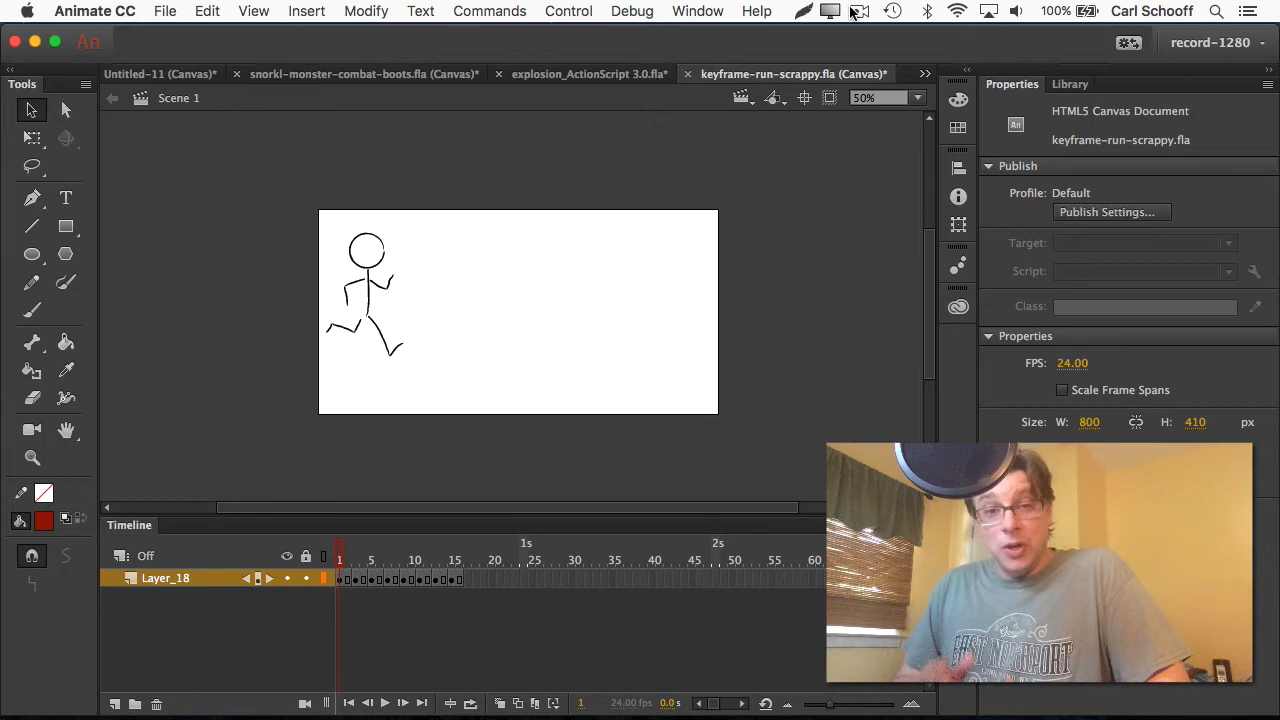 Animate CC File Edit View Insert Modify Text Commands Control Debug Window Help 100% Carl Schooff
An record-1280
Tools Untitled-11 (Canvas)* snorkl-monster-combat-boots.fla (Canvas)* explosion_ActionScript 3.0.fla* keyframe-run-scrappy.fla (Canvas)* Properties Library
Scene 1 50%
HTML5 Canvas Document
An keyframe-run-scrappy.fla
Publish
Profile: Default
Publish Settings...
Target:
Script:
Class:
Properties
FPS: 24.00
Scale Frame Spans
Size: W: 800 H: 410 px
Timeline
1s 2s
Off 1 5 10 15 20 25 30 35 40 45 50 55 60
Layer_18
1 24.00 fps 0.0 s